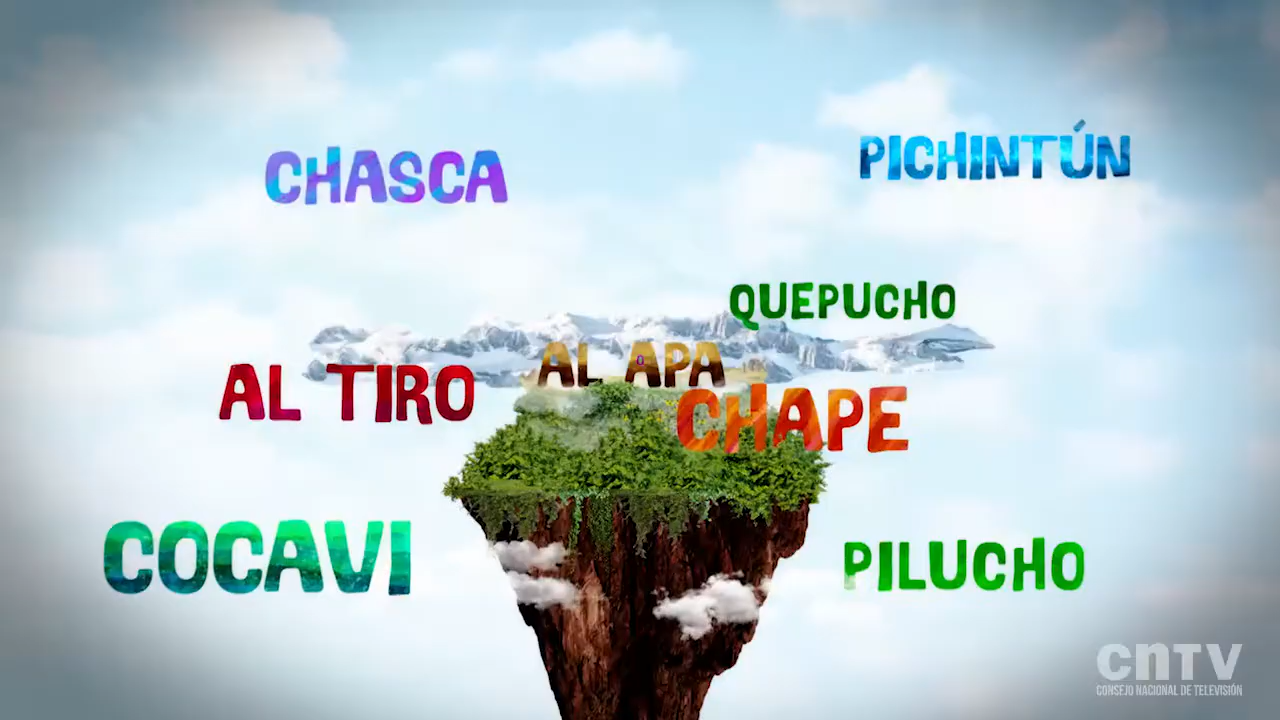 CHASCA
PICHINTÚN
QUEPUCHO
AL APA
AL TIRO
CHAPE
COCAVI
PILUCHO
cnTV
CONSEJO NACIONAL DE TELEVISIÓN